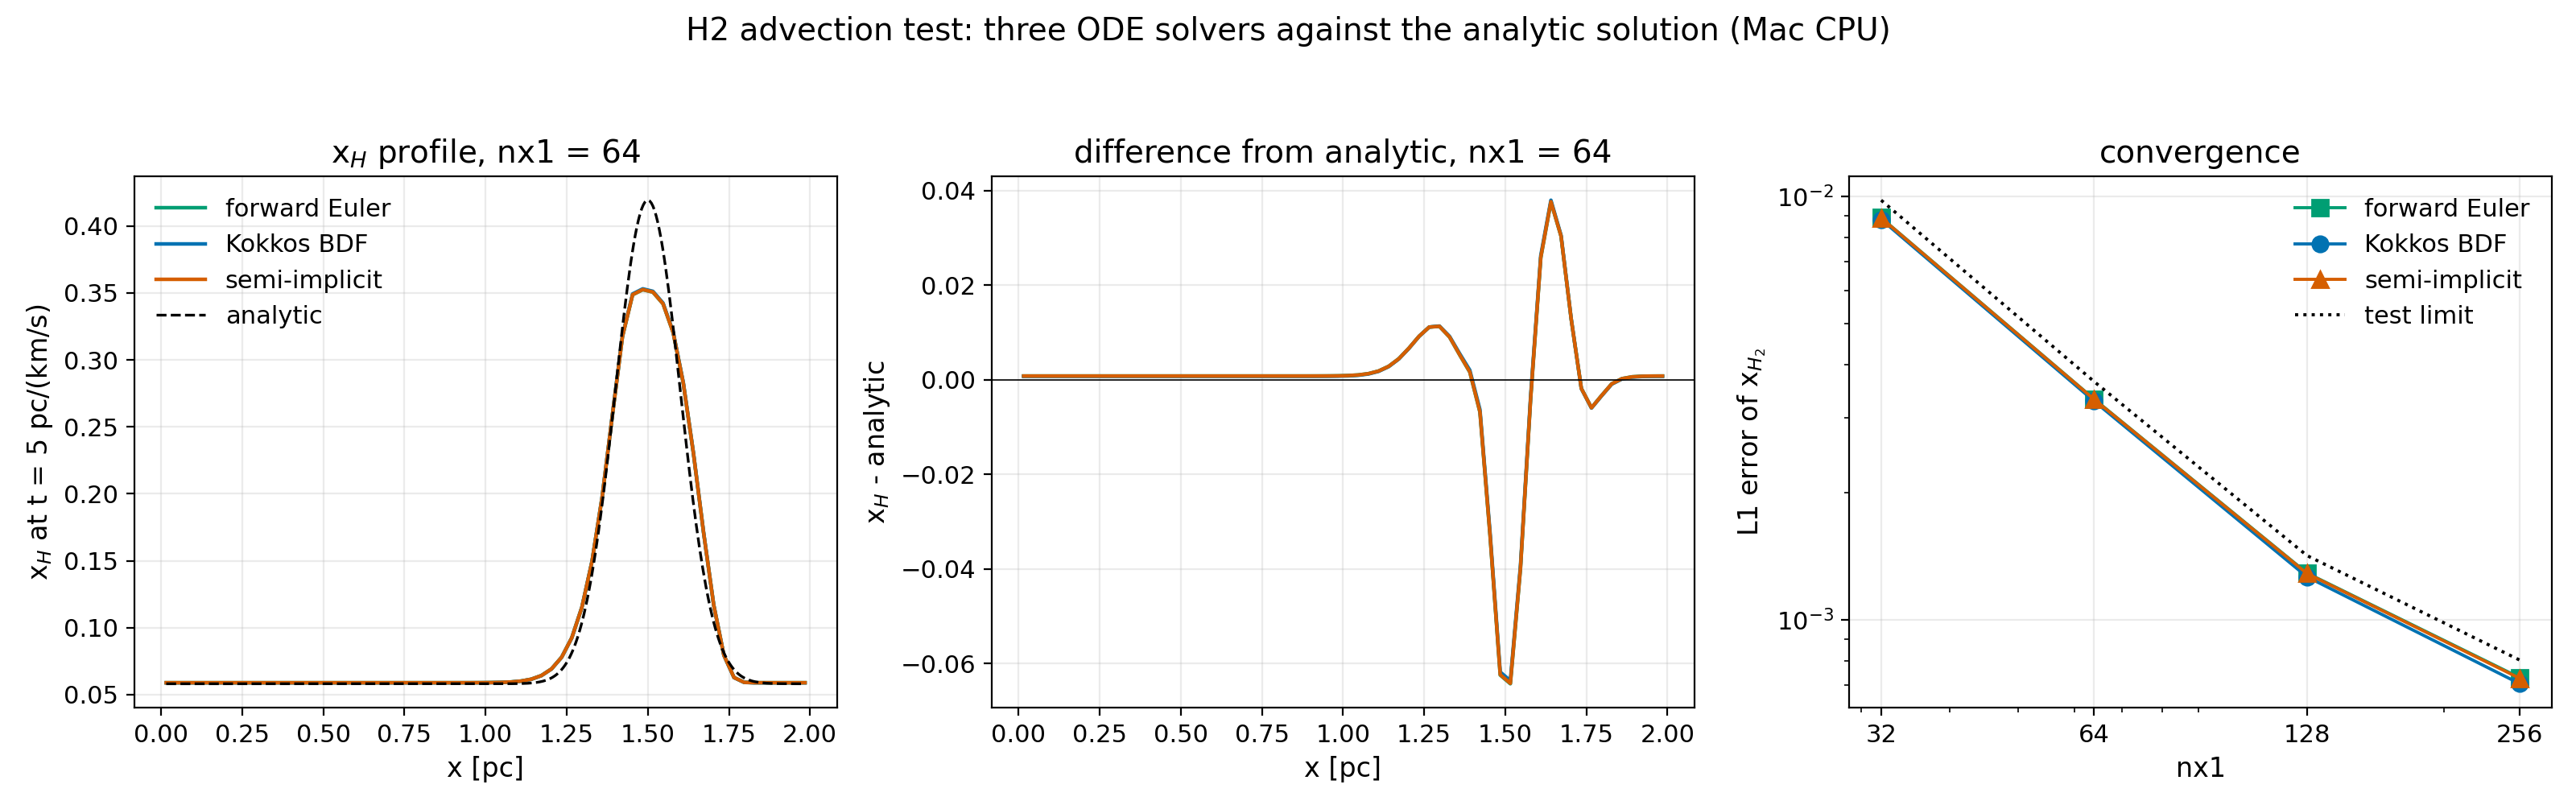 H2 advection test: three ODE solvers against the analytic solution (Mac CPU)
x_H profile, nx1 = 64
forward Euler
Kokkos BDF
semi-implicit
analytic
x_H at t = 5 pc/(km/s)
0.40
0.35
0.30
0.25
0.20
0.15
0.10
0.05
0.00 0.25 0.50 0.75 1.00 1.25 1.50 1.75 2.00
x [pc]
difference from analytic, nx1 = 64
x_H - analytic
0.04
0.02
0.00
−0.02
−0.04
−0.06
0.00 0.25 0.50 0.75 1.00 1.25 1.50 1.75 2.00
x [pc]
convergence
forward Euler
Kokkos BDF
semi-implicit
test limit
L1 error of x_{H_2}
10^{-2}
10^{-3}
32 64 128 256
nx1